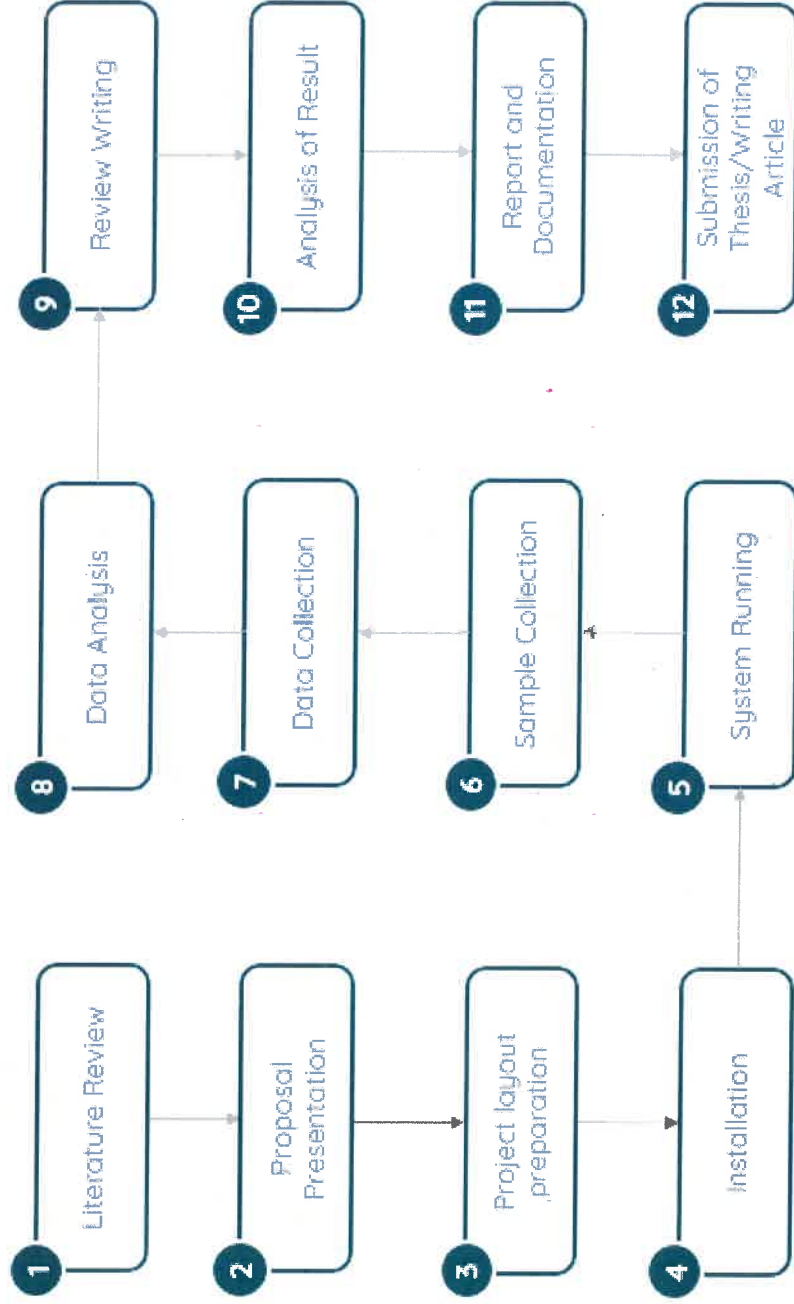 1
Literature Review
2
Proposal
Presentation
3
Project layout
preparation
4
Installation
5
System Running
6
Sample Collection
7
Data Collection
8
Data Analysis
9
Review Writing
10
Analysis of Result
11
Report and
Documentation
12
Submission of
Thesis/Writing
Article